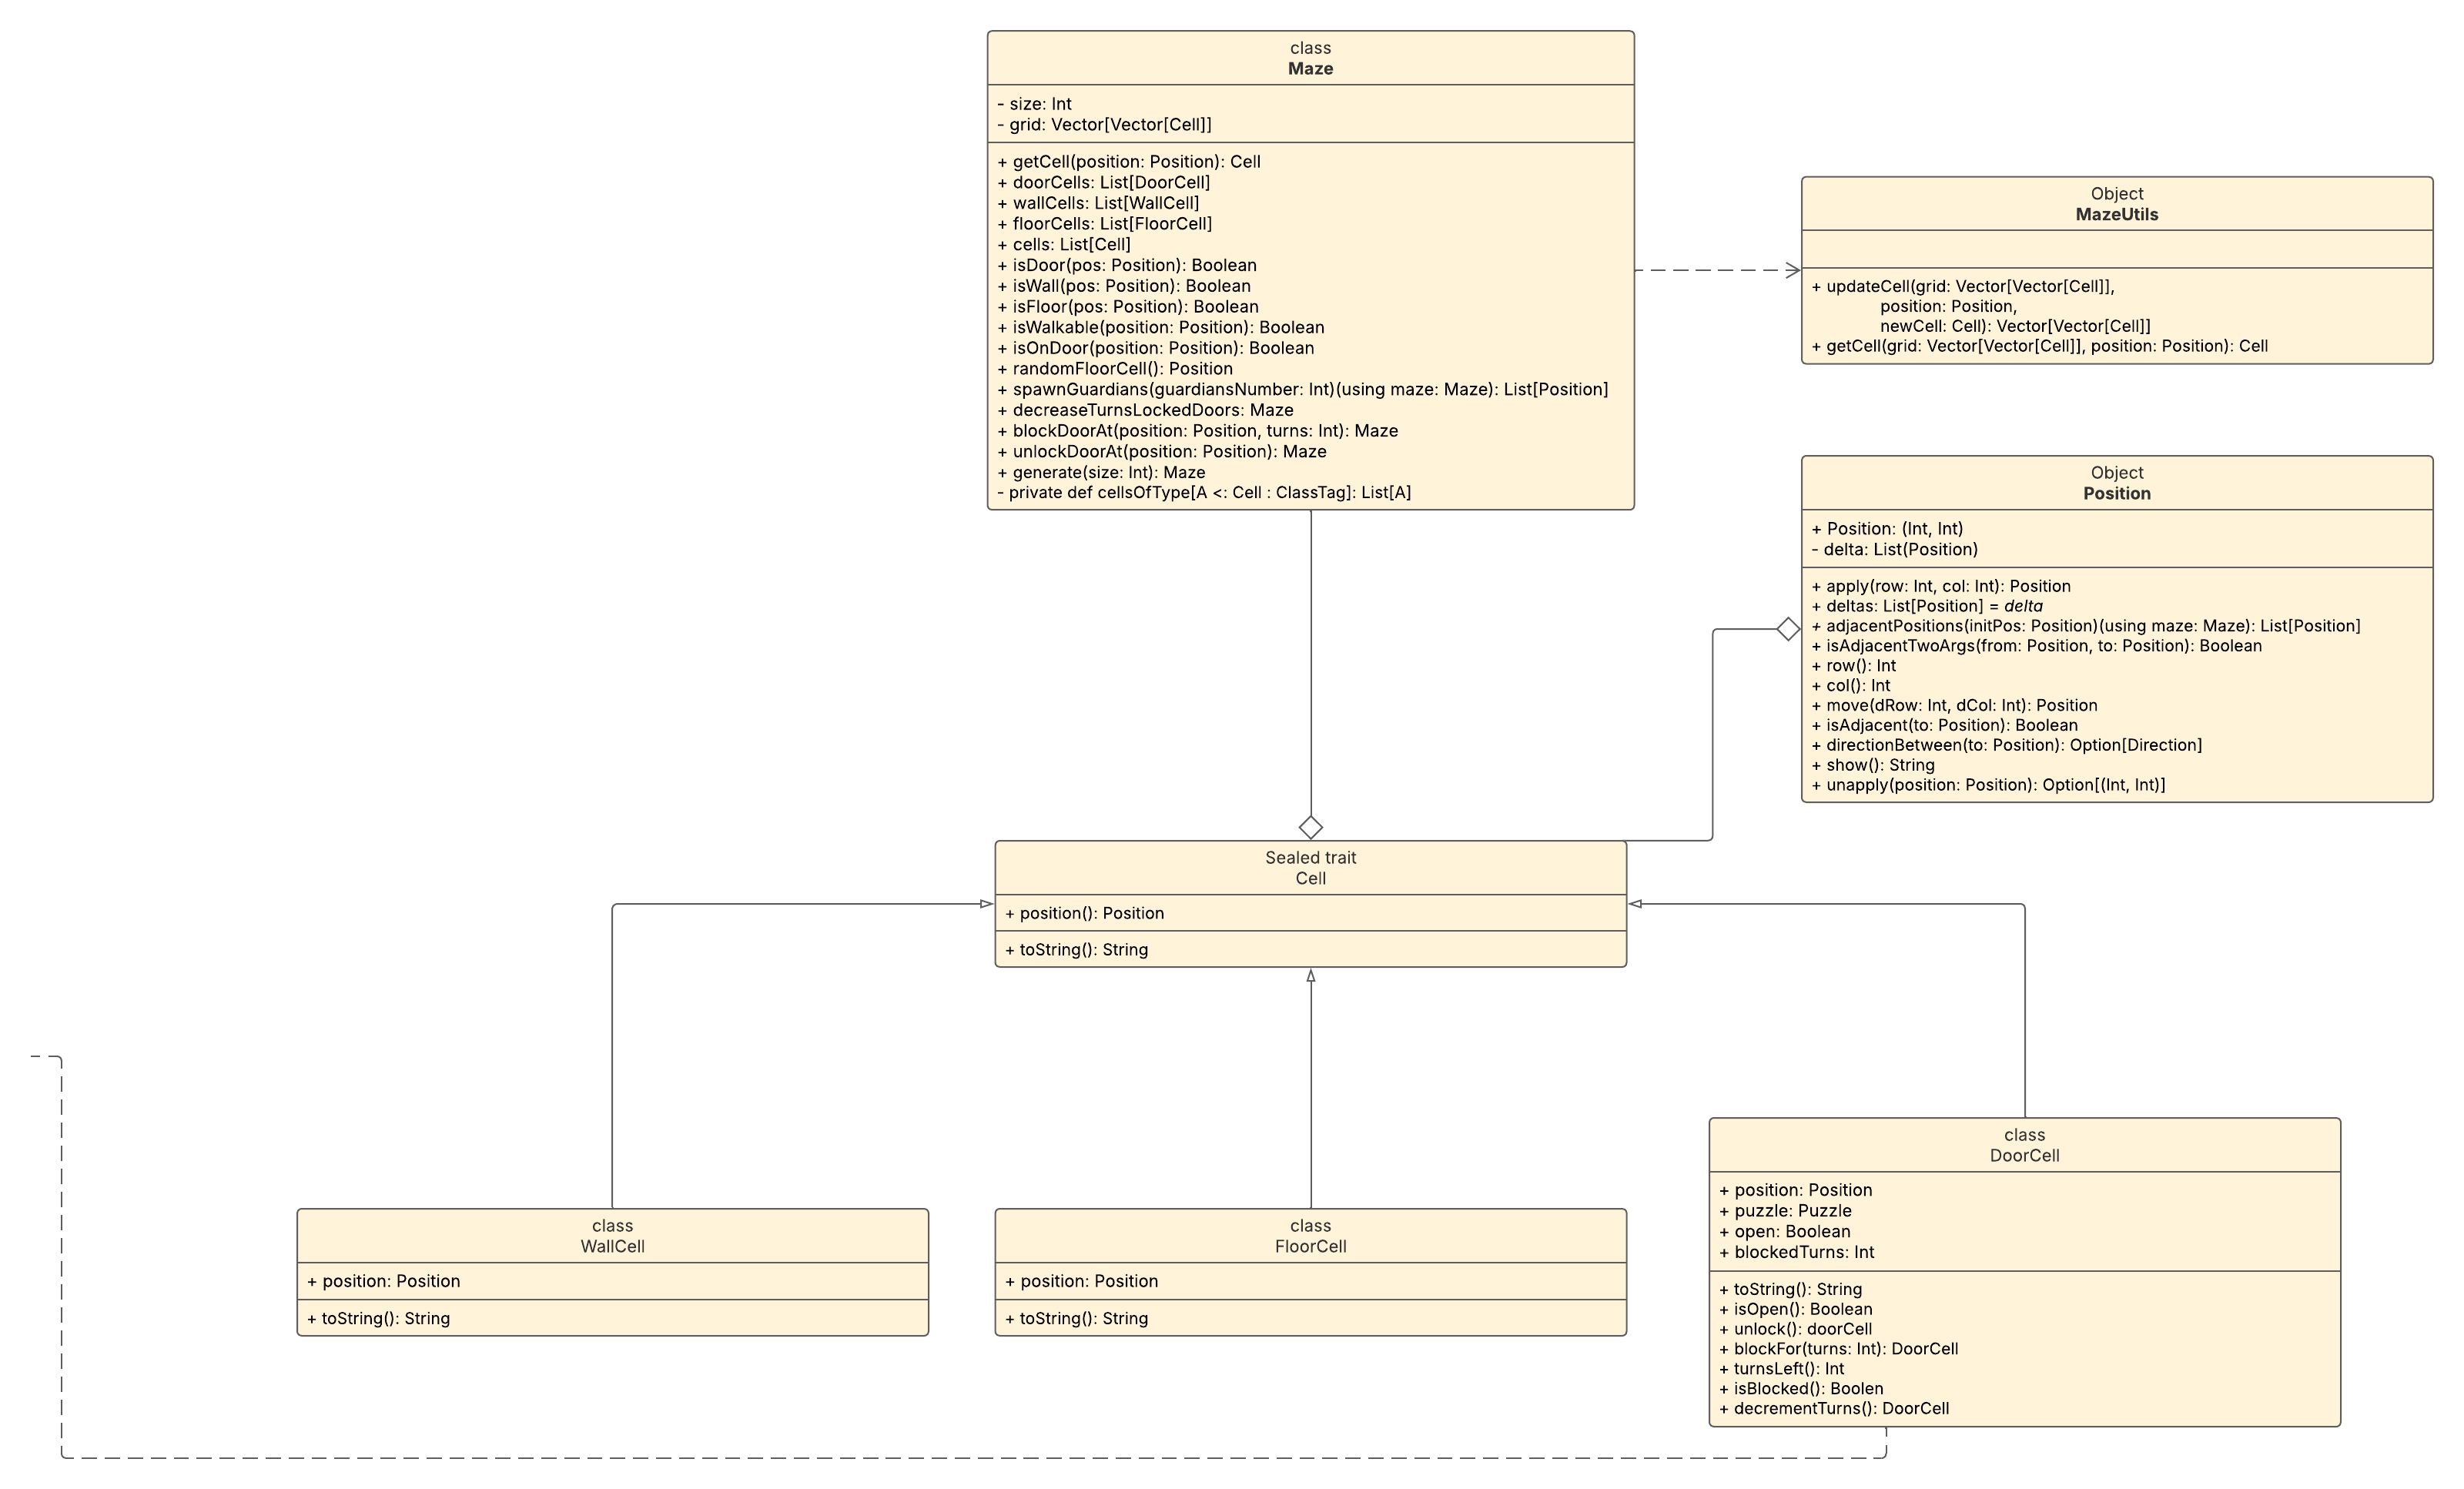 class
Maze
- size: Int
- grid: Vector[Vector[Cell]]
+ getCell(position: Position): Cell
+ doorCells: List[DoorCell]
+ wallCells: List[WallCell]
+ floorCells: List[FloorCell]
+ cells: List[Cell]
+ isDoor(pos: Position): Boolean
+ isWall(pos: Position): Boolean
+ isFloor(pos: Position): Boolean
+ isWalkable(position: Position): Boolean
+ isOnDoor(position: Position): Boolean
+ randomFloorCell(): Position
+ spawnGuardians(guardiansNumber: Int)(using maze: Maze): List[Position]
+ decreaseTurnsLockedDoors: Maze
+ blockDoorAt(position: Position, turns: Int): Maze
+ unlockDoorAt(position: Position): Maze
+ generate(size: Int): Maze
- private def cellsOfType[A <: Cell : ClassTag]: List[A]
Object
MazeUtils
+ updateCell(grid: Vector[Vector[Cell]],
position: Position,
newCell: Cell): Vector[Vector[Cell]]
+ getCell(grid: Vector[Vector[Cell]], position: Position): Cell
Object
Position
+ Position: (Int, Int)
- delta: List(Position)
+ apply(row: Int, col: Int): Position
+ deltas: List[Position] = delta
+ adjacentPositions(initPos: Position)(using maze: Maze): List[Position]
+ isAdjacentTwoArgs(from: Position, to: Position): Boolean
+ row(): Int
+ col(): Int
+ move(dRow: Int, dCol: Int): Position
+ isAdjacent(to: Position): Boolean
+ directionBetween(to: Position): Option[Direction]
+ show(): String
+ unapply(position: Position): Option[(Int, Int)]
Sealed trait
Cell
+ position(): Position
+ toString(): String
class
WallCell
+ position: Position
+ toString(): String
class
FloorCell
+ position: Position
+ toString(): String
class
DoorCell
+ position: Position
+ puzzle: Puzzle
+ open: Boolean
+ blockedTurns: Int
+ toString(): String
+ isOpen(): Boolean
+ unlock(): doorCell
+ blockFor(turns: Int): DoorCell
+ turnsLeft(): Int
+ isBlocked(): Boolen
+ decrementTurns(): DoorCell